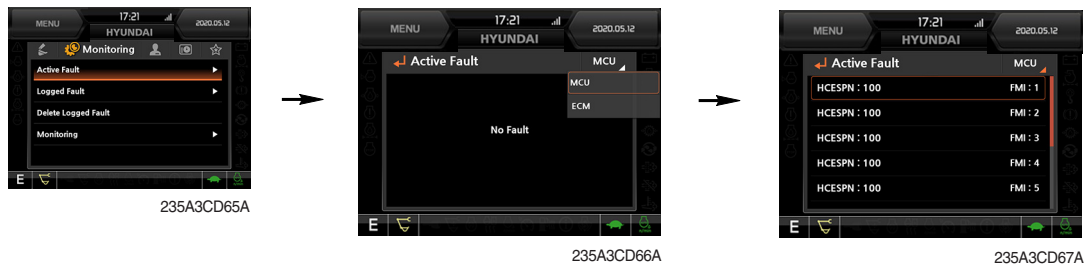 MENU
17:21
2020.05.12
HYUNDAI
Monitoring
Active Fault
Logged Fault
Delete Logged Fault
Monitoring
E
235A3CD65A
MENU
17:21
2020.05.12
HYUNDAI
Active Fault
MCU
MCU
ECM
No Fault
E
235A3CD66A
MENU
17:21
2020.05.12
HYUNDAI
Active Fault
MCU
HCESPN : 100 FMI : 1
HCESPN : 100 FMI : 2
HCESPN : 100 FMI : 3
HCESPN : 100 FMI : 4
HCESPN : 100 FMI : 5
E
235A3CD67A